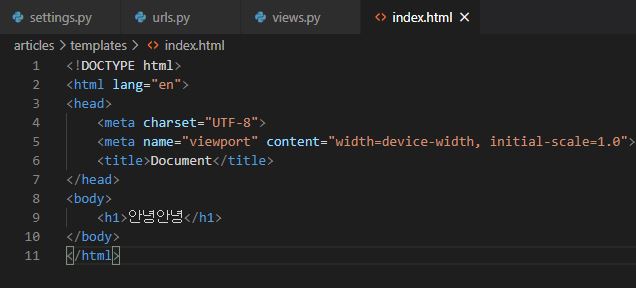 settings.py urls.py views.py index.html
articles > templates > index.html
1 <!DOCTYPE html>
2 <html lang="en">
3 <head>
4 <meta charset="UTF-8">
5 <meta name="viewport" content="width=device-width, initial-scale=1.0">
6 <title>Document</title>
7 </head>
8 <body>
9 <h1>안녕안녕</h1>
10 </body>
11 </html>